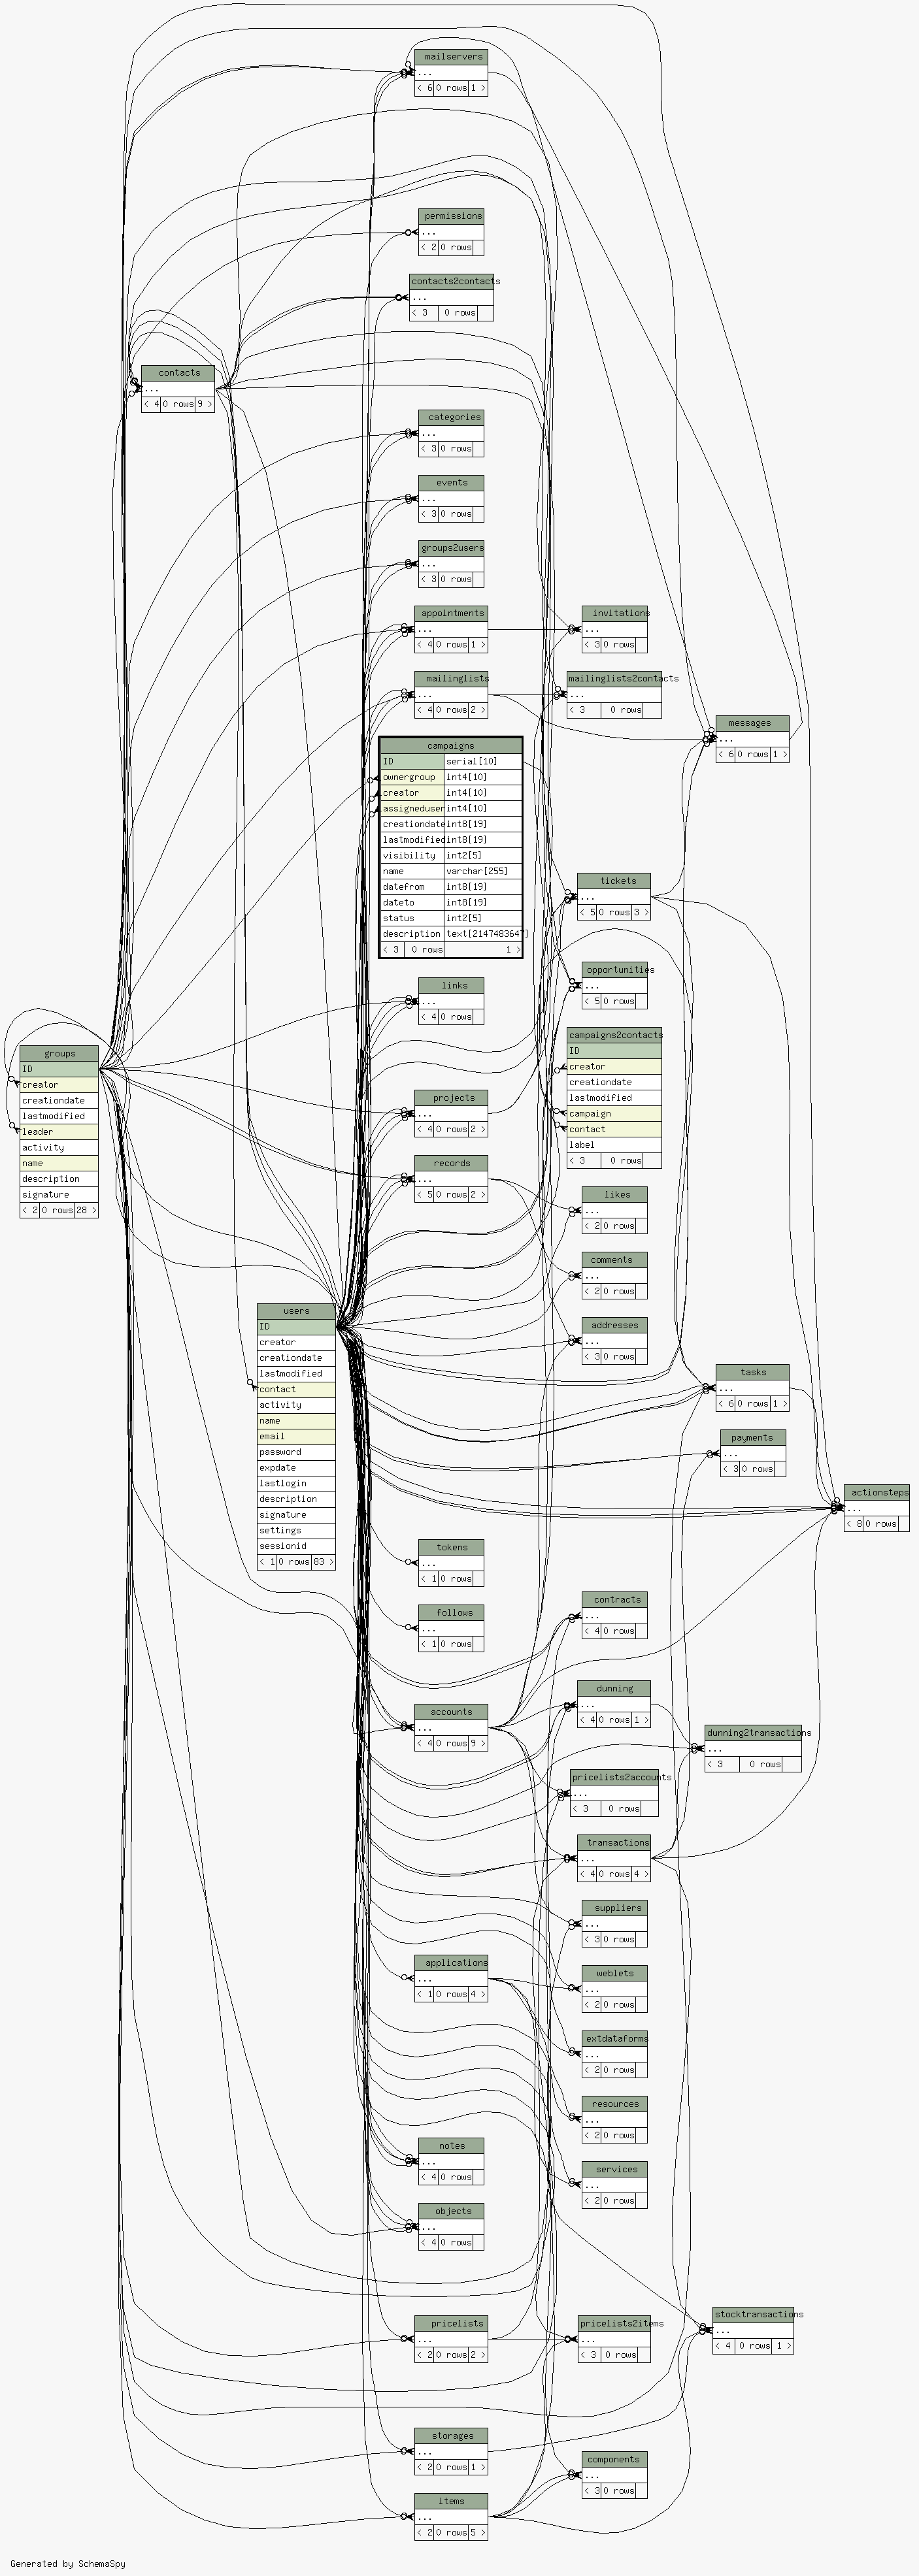 mailservers
...
< 6 0 rows 1 >
permissions
...
< 2 0 rows
contacts2contacts
...
< 3 0 rows
contacts
...
< 4 0 rows 9 >
categories
...
< 3 0 rows
events
...
< 3 0 rows
groups2users
...
< 3 0 rows
appointments
...
< 4 0 rows 1 >
invitations
...
< 3 0 rows
mailinglists
...
< 4 0 rows 2 >
mailinglists2contacts
...
< 3 0 rows
messages
...
< 6 0 rows 1 >
campaigns
ID serial[10]
ownergroup int4[10]
creator int4[10]
assigneduser int4[10]
creationdate int8[19]
lastmodified int8[19]
visibility int2[5]
name varchar[255]
datefrom int8[19]
dateto int8[19]
status int2[5]
description text[2147483647]
< 3 0 rows 1 >
tickets
...
< 5 0 rows 3 >
opportunities
...
< 5 0 rows
links
...
< 4 0 rows
campaigns2contacts
ID
creator
creationdate
lastmodified
campaign
contact
label
< 3 0 rows
groups
ID
creator
creationdate
lastmodified
leader
activity
name
description
signature
< 2 0 rows 28 >
projects
...
< 4 0 rows 2 >
records
...
< 5 0 rows 2 >
likes
...
< 2 0 rows
comments
...
< 2 0 rows
addresses
...
< 3 0 rows
users
ID
creator
creationdate
lastmodified
contact
activity
name
email
password
expdate
lastlogin
description
signature
settings
sessionid
< 1 0 rows 83 >
tasks
...
< 6 0 rows 1 >
payments
...
< 3 0 rows
actionsteps
...
< 8 0 rows
tokens
...
< 1 0 rows
follows
...
< 1 0 rows
contracts
...
< 4 0 rows
accounts
...
< 4 0 rows 9 >
dunning
...
< 4 0 rows 1 >
dunning2transactions
...
< 3 0 rows
pricelists2accounts
...
< 3 0 rows
transactions
...
< 4 0 rows 4 >
suppliers
...
< 3 0 rows
applications
...
< 1 0 rows 4 >
weblets
...
< 2 0 rows
extdataforms
...
< 2 0 rows
resources
...
< 2 0 rows
notes
...
< 4 0 rows
services
...
< 2 0 rows
objects
...
< 4 0 rows
pricelists
...
< 2 0 rows 2 >
pricelists2items
...
< 3 0 rows
stocktransactions
...
< 4 0 rows 1 >
storages
...
< 2 0 rows 1 >
components
...
< 3 0 rows
items
...
< 2 0 rows 5 >
Generated by SchemaSpy